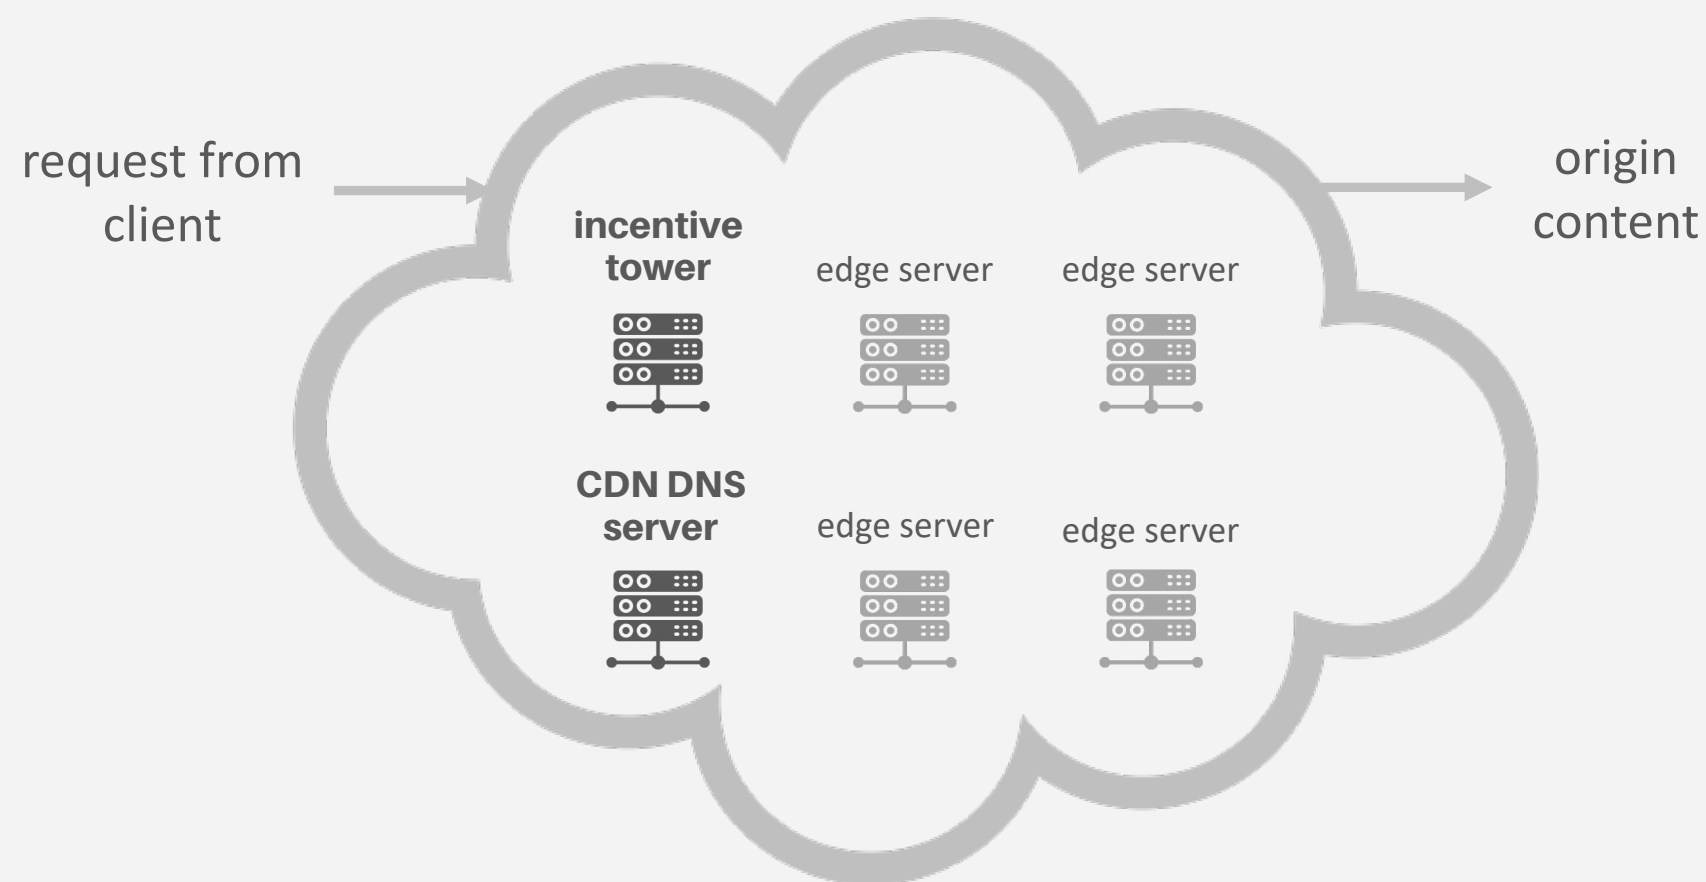 request from
client
origin
content
incentive
tower
edge server
edge server
CDN DNS
server
edge server
edge server